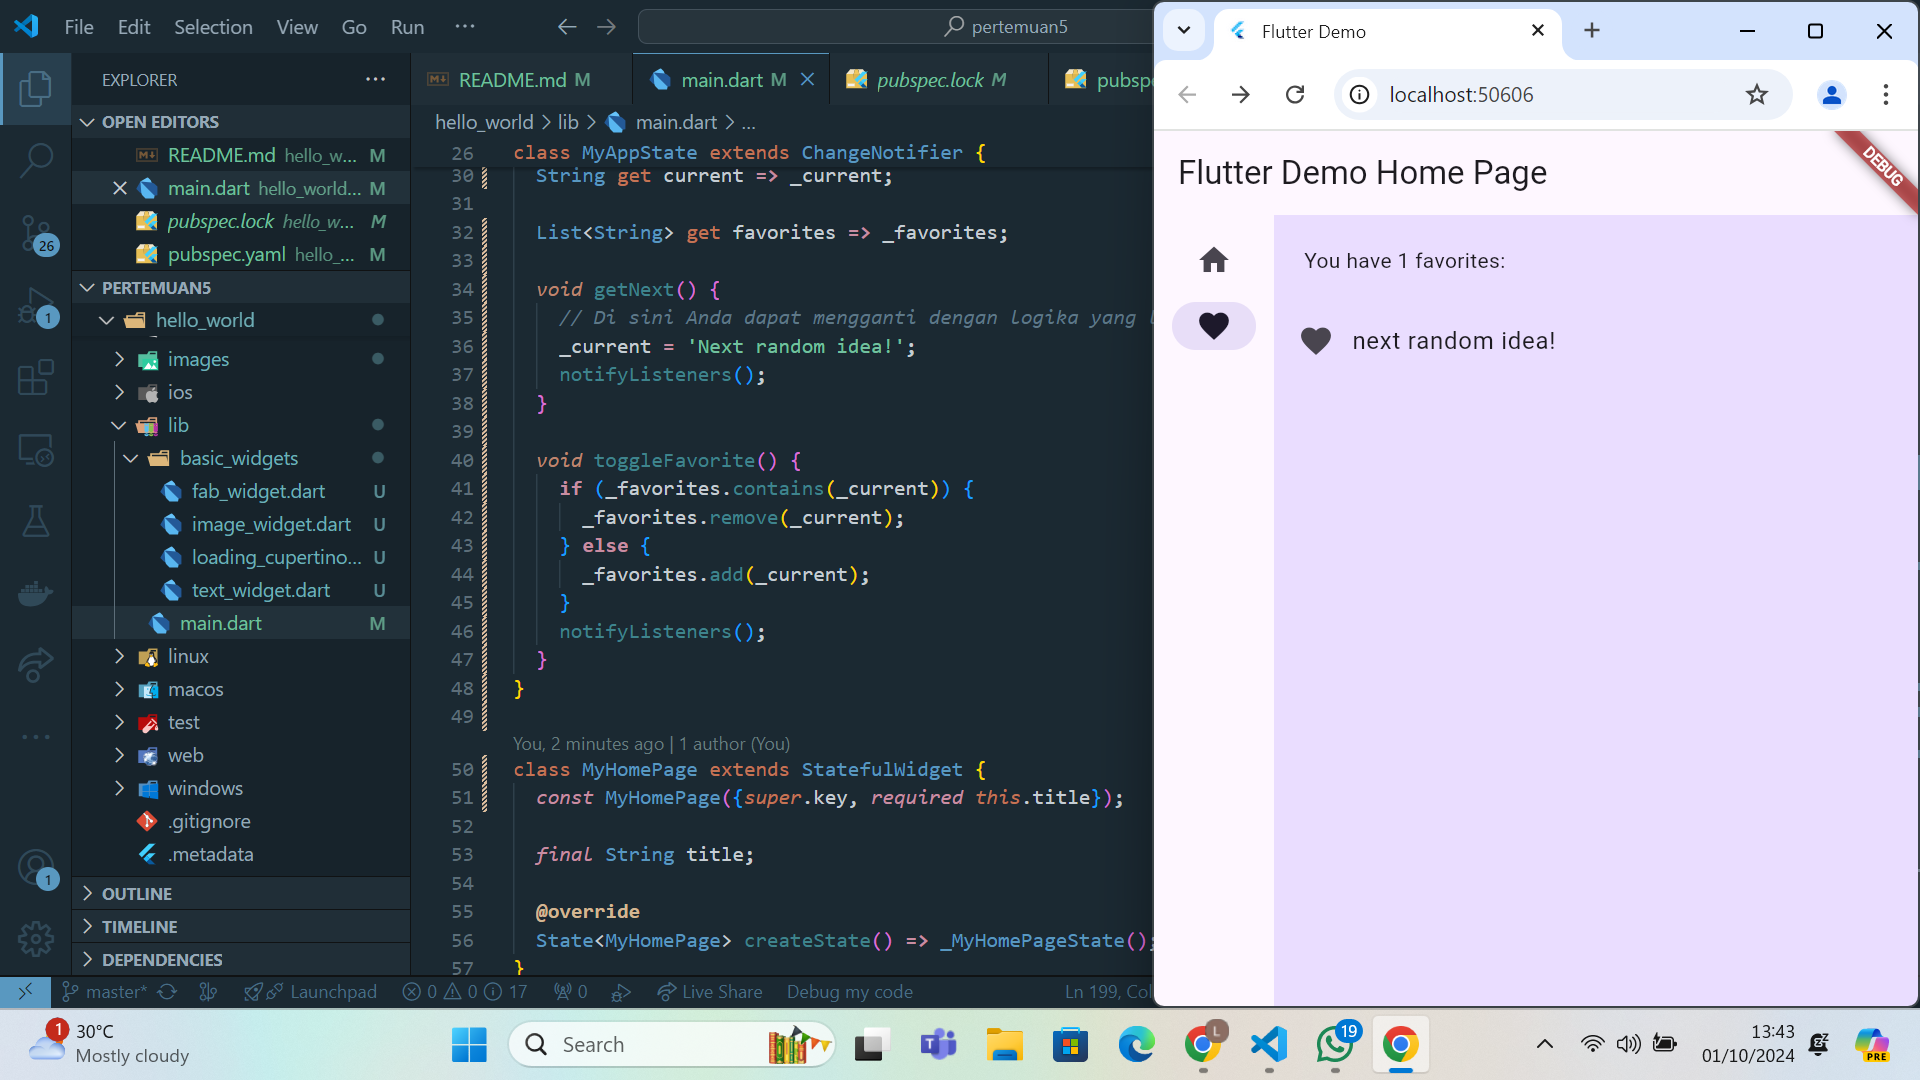 File Edit Selection View Go Run ···
pertemuan5
EXPLORER
OPEN EDITORS
README.md hello_w... M
main.dart hello_world... M
pubspec.lock hello_w... M
pubspec.yaml hello_... M
PERTEMUAN5
hello_world
images
ios
lib
basic_widgets
fab_widget.dart U
image_widget.dart U
loading_cupertino... U
text_widget.dart U
main.dart M
linux
macos
test
web
windows
.gitignore
.metadata
OUTLINE
TIMELINE
DEPENDENCIES
26
1
1
README.md M
main.dart M
pubspec.lock M
pubsp
hello_world > lib > main.dart > ...
26 class MyAppState extends ChangeNotifier {
30 String get current => _current;
31
32 List<String> get favorites => _favorites;
33
34 void getNext() {
35 // Di sini Anda dapat mengganti dengan logika yang
36 _current = 'Next random idea!';
37 notifyListeners();
38 }
39
40 void toggleFavorite() {
41 if (_favorites.contains(_current)) {
42 _favorites.remove(_current);
43 } else {
44 _favorites.add(_current);
45 }
46 notifyListeners();
47 }
48 }
49
You, 2 minutes ago | 1 author (You)
50 class MyHomePage extends StatefulWidget {
51 const MyHomePage({super.key, required this.title});
52
53 final String title;
54
55 @override
56 State<MyHomePage> createState() => _MyHomePageState();
57 }
master* Launchpad 0 0 17 0 Live Share Debug my code Ln 199, Col
Flutter Demo
localhost:50606
Flutter Demo Home Page
DEBUG
You have 1 favorites:
next random idea!
1
30°C
Mostly cloudy
Search
L
19
13:43
01/10/2024
PRE